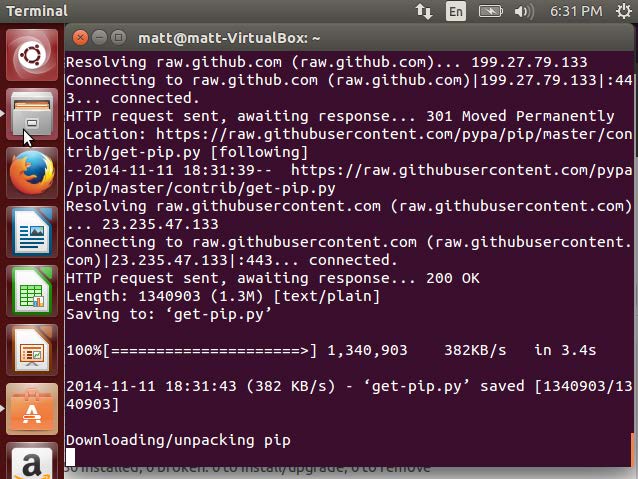 Terminal
En
6:31 PM
matt@matt-VirtualBox: ~
Resolving raw.github.com (raw.github.com)... 199.27.79.133
Connecting to raw.github.com (raw.github.com)|199.27.79.133|:44
3... connected.
HTTP request sent, awaiting response... 301 Moved Permanently
Location: https://raw.githubusercontent.com/pypa/pip/master/con
trib/get-pip.py [following]
--2014-11-11 18:31:39--  https://raw.githubusercontent.com/pypa
/pip/master/contrib/get-pip.py
Resolving raw.githubusercontent.com (raw.githubusercontent.com)
... 23.235.47.133
Connecting to raw.githubusercontent.com (raw.githubusercontent.
com)|23.235.47.133|:443... connected.
HTTP request sent, awaiting response... 200 OK
Length: 1340903 (1.3M) [text/plain]
Saving to: ‘get-pip.py’
100%[=====================>] 1,340,903    382KB/s   in 3.4s
2014-11-11 18:31:43 (382 KB/s) - ‘get-pip.py’ saved [1340903/13
40903]
Downloading/unpacking pip
installed, 0 broken. 0 to install/upgrade, 0 to remove